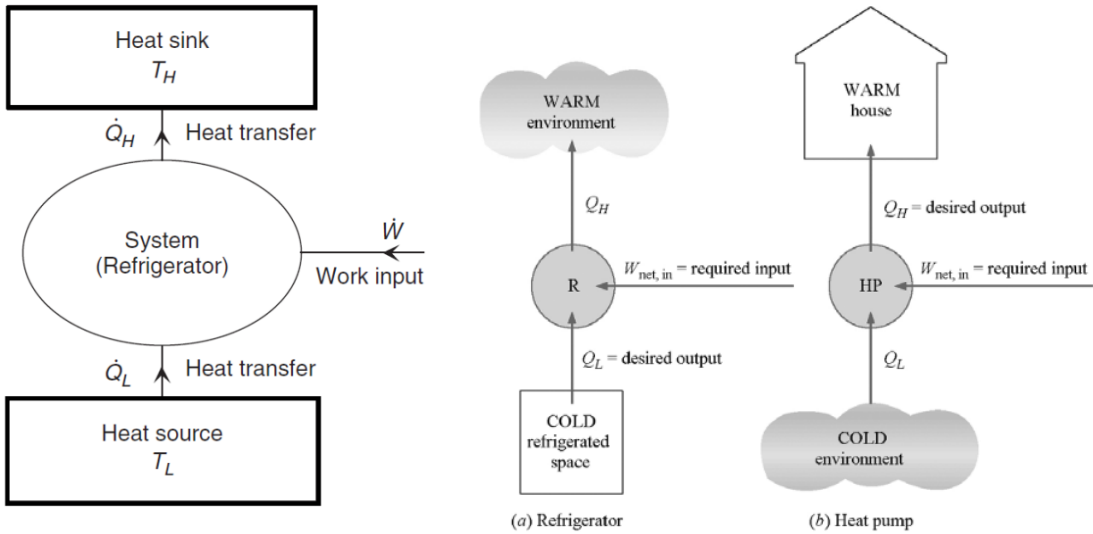 Heat sink
T_H
Q̇_H Heat transfer
System
(Refrigerator)
Ẇ
Work input
Q̇_L Heat transfer
Heat source
T_L
WARM
environment
Q_H
R
W_net, in = required input
Q_L = desired output
COLD
refrigerated
space
(a) Refrigerator
WARM
house
Q_H = desired output
HP
W_net, in = required input
Q_L
COLD
environment
(b) Heat pump